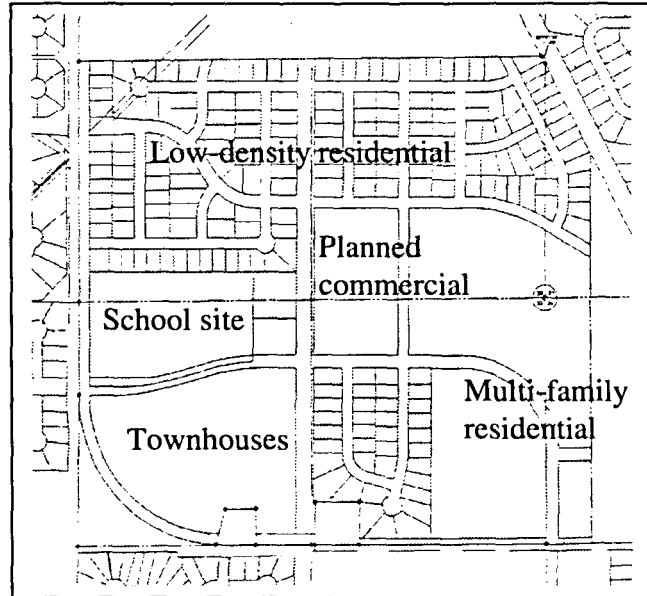 Low-density residential
Planned
commercial
School site
Multi-family
residential
Townhouses